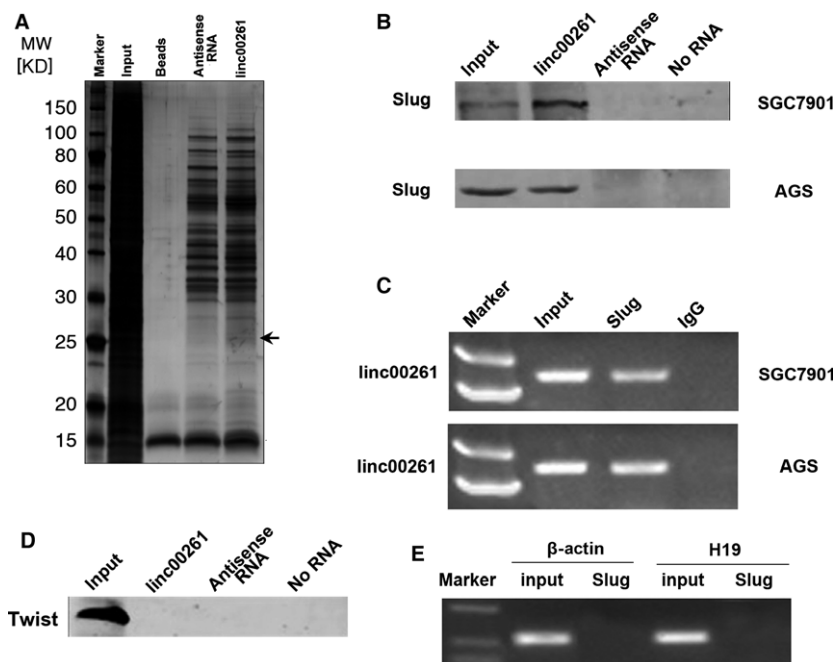 A
MW
[KD]
Marker
Input
Beads
Antisense
RNA
linc00261
150
100
80
60
50
40
30
25
20
15
B
Input
linc00261
Antisense
RNA
No RNA
Slug
SGC7901
Slug
AGS
C
Marker
Input
Slug
IgG
linc00261
SGC7901
linc00261
AGS
D
Input
linc00261
Antisense
RNA
No RNA
Twist
E
β-actin
H19
Marker
input
Slug
input
Slug